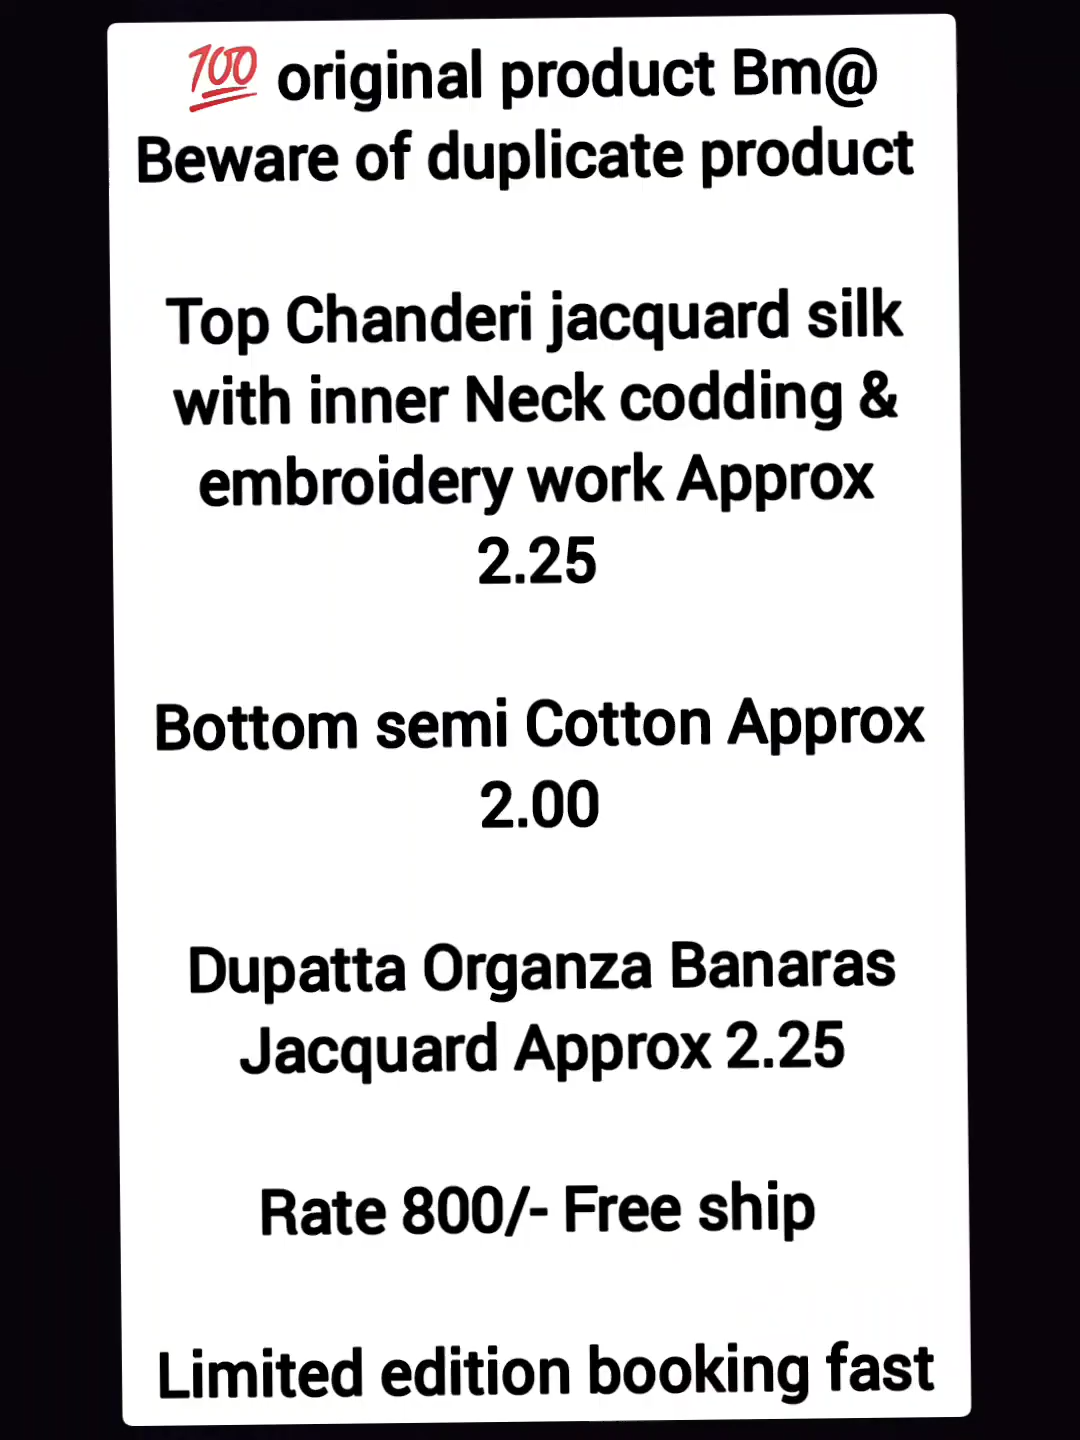 💯 original product Bm@
Beware of duplicate product
Top Chanderi jacquard silk
with inner Neck codding &
embroidery work Approx
2.25
Bottom semi Cotton Approx
2.00
Dupatta Organza Banaras
Jacquard Approx 2.25
Rate 800/- Free ship
Limited edition booking fast